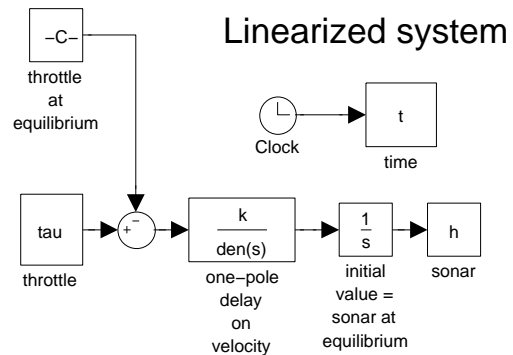 Linearized system
−C−
throttle
at
equilibrium
Clock
t
time
tau
throttle
+
−
k
den(s)
one−pole
delay
on
velocity
1
s
initial
value =
sonar at
equilibrium
h
sonar